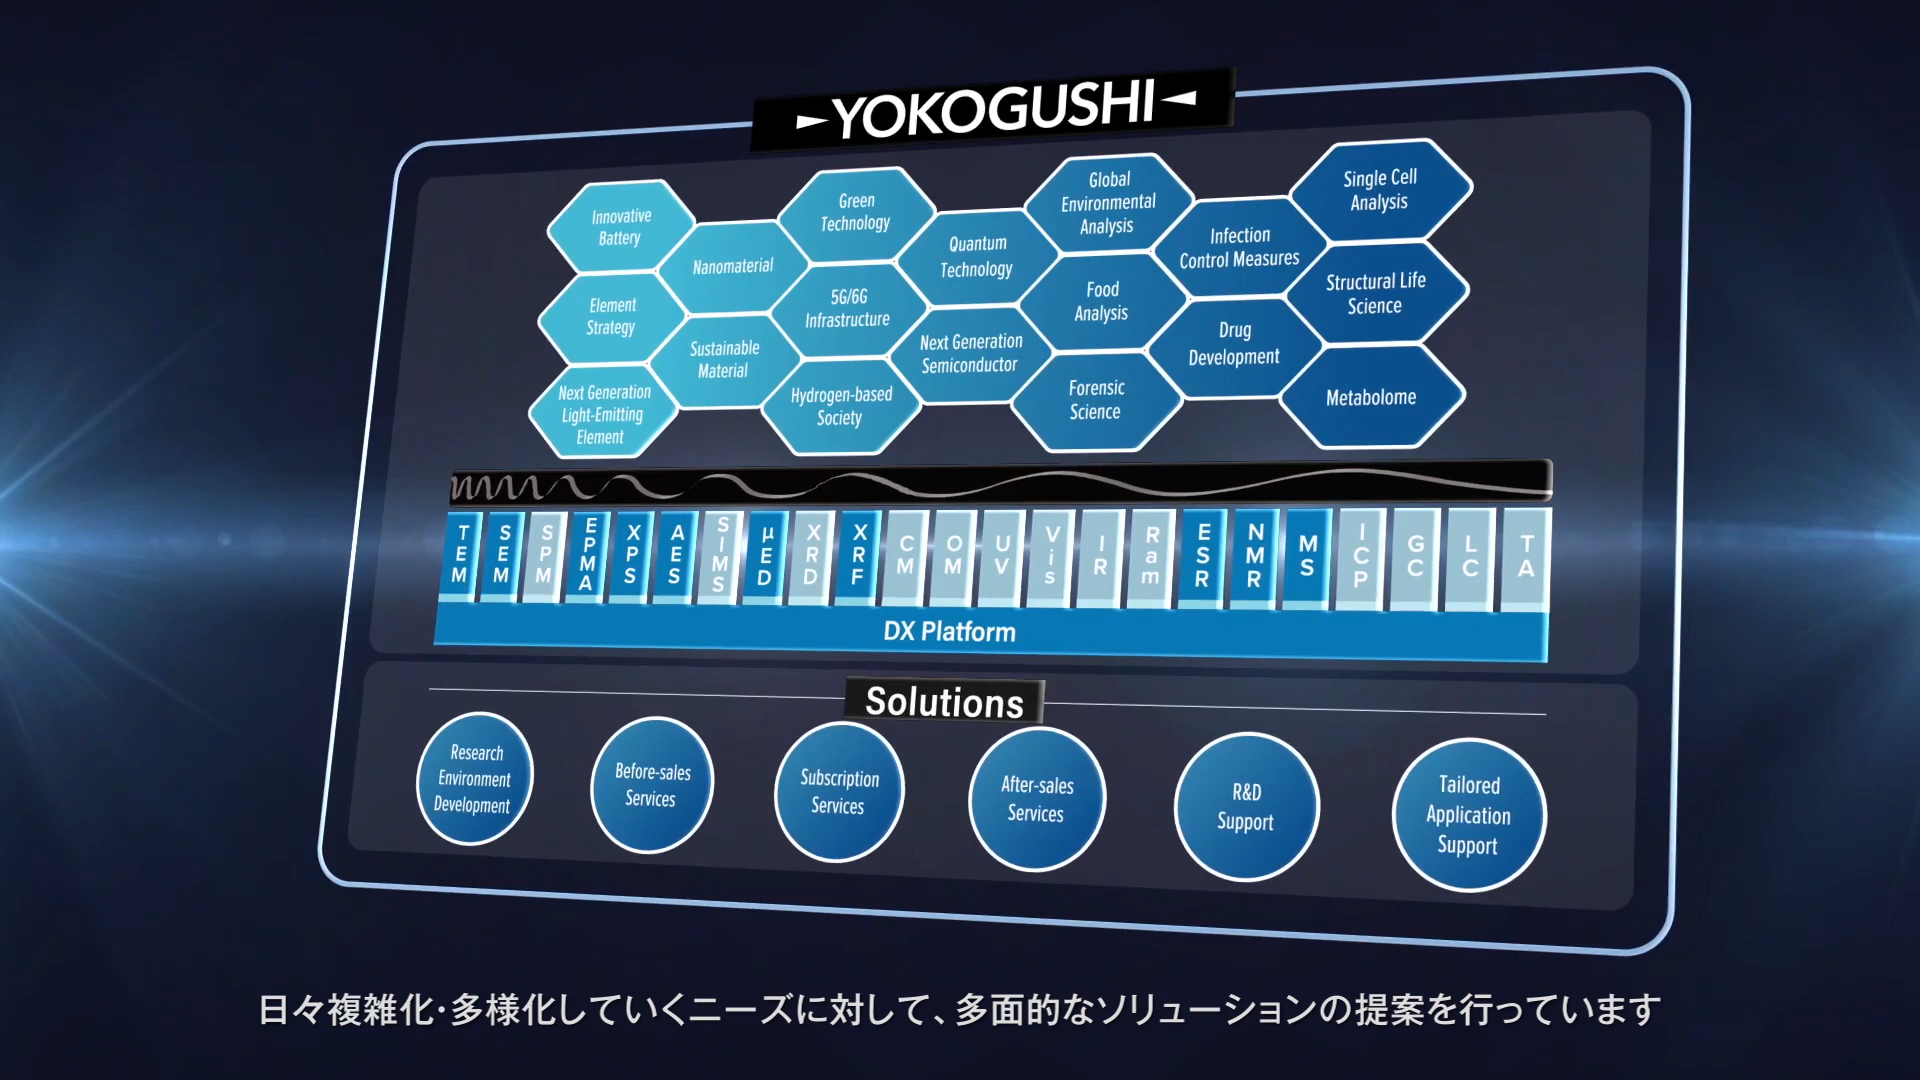 YOKOGUSHI
Innovative
Battery
Element
Strategy
Next Generation
Light-Emitting
Element
Nanomaterial
Sustainable
Material
Green
Technology
5G/6G
Infrastructure
Hydrogen-based
Society
Quantum
Technology
Next Generation
Semiconductor
Global
Environmental
Analysis
Food
Analysis
Forensic
Science
Infection
Control Measures
Drug
Development
Single Cell
Analysis
Structural Life
Science
Metabolome
TEM
SEM
SPM
EPMA
XPS
AES
SIMS
μED
XRD
XRF
CM
OM
UV
Vis
IR
Ram
ESR
NMR
MS
ICP
GC
LC
TA
DX Platform
Solutions
Research
Environment
Development
Before-sales
Services
Subscription
Services
After-sales
Services
R&D
Support
Tailored
Application
Support
日々複雑化・多様化していくニーズに対して、多面的なソリューションの提案を行っています